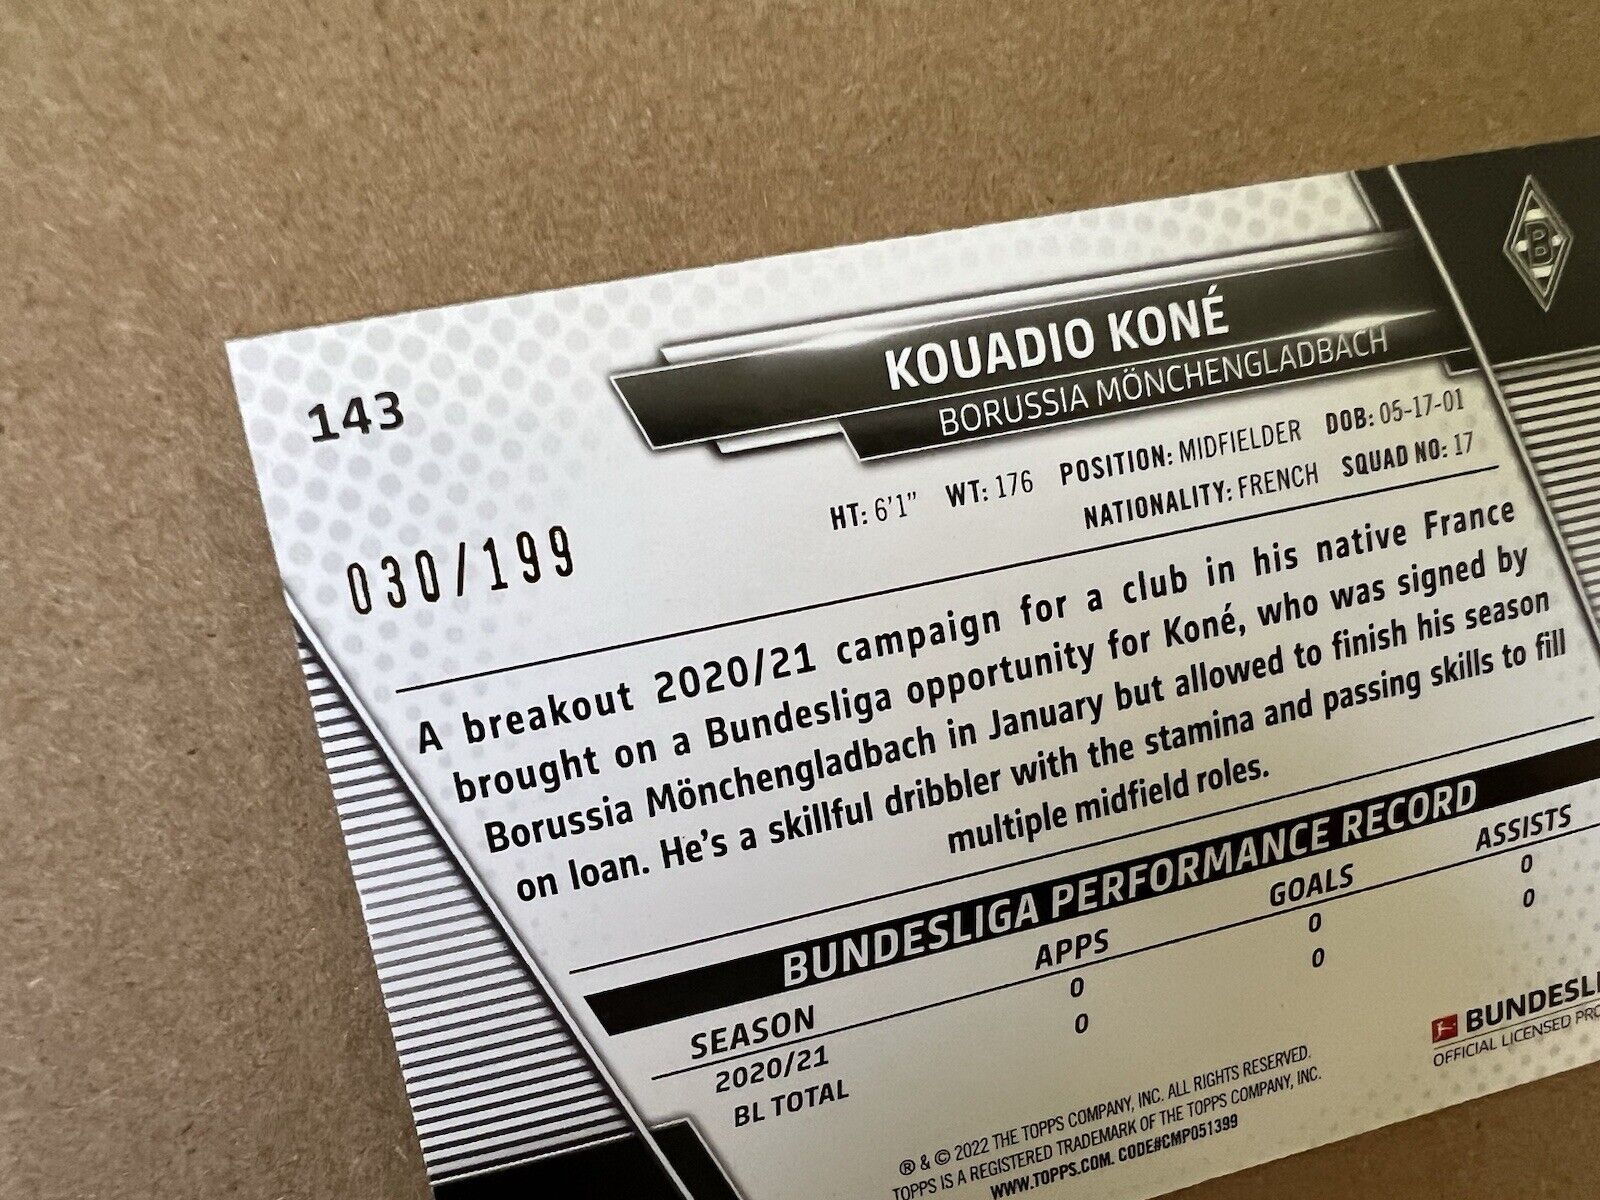 143
KOUADIO KONÉ
BORUSSIA MÖNCHENGLADBACH
HT: 6'1" WT: 176 POSITION: MIDFIELDER DOB: 05-17-01
NATIONALITY: FRENCH SQUAD NO: 17
030/199
A breakout 2020/21 campaign for a club in his native France
brought on a Bundesliga opportunity for Koné, who was signed by
Borussia Mönchengladbach in January but allowed to finish his season
on loan. He's a skillful dribbler with the stamina and passing skills to fill
multiple midfield roles.
BUNDESLIGA PERFORMANCE RECORD
SEASON APPS GOALS ASSISTS
2020/21 0 0 0
BL TOTAL 0 0 0
® & © 2022 THE TOPPS COMPANY, INC. ALL RIGHTS RESERVED.
TOPPS IS A REGISTERED TRADEMARK OF THE TOPPS COMPANY, INC.
WWW.TOPPS.COM. CODE#CMP051399
BUNDESLI
OFFICIAL LICENSED PRO
B